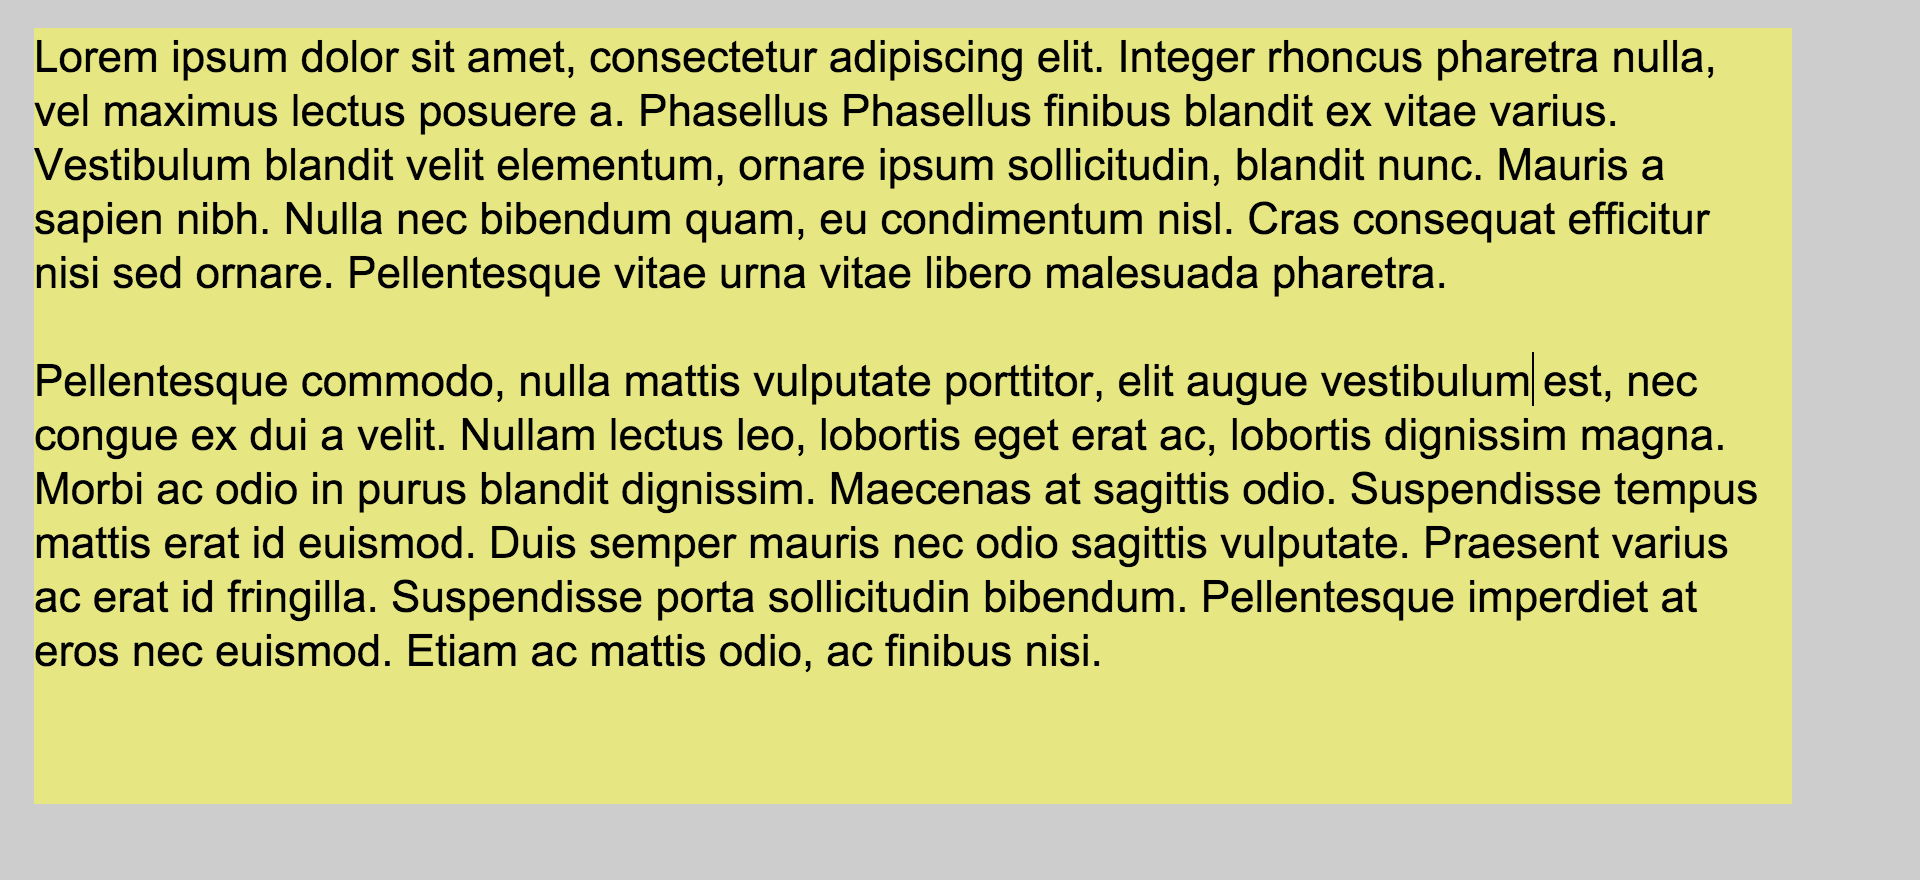 Lorem ipsum dolor sit amet, consectetur adipiscing elit. Integer rhoncus pharetra nulla,
vel maximus lectus posuere a. Phasellus Phasellus finibus blandit ex vitae varius.
Vestibulum blandit velit elementum, ornare ipsum sollicitudin, blandit nunc. Mauris a
sapien nibh. Nulla nec bibendum quam, eu condimentum nisl. Cras consequat efficitur
nisi sed ornare. Pellentesque vitae urna vitae libero malesuada pharetra.

Pellentesque commodo, nulla mattis vulputate porttitor, elit augue vestibulum est, nec
congue ex dui a velit. Nullam lectus leo, lobortis eget erat ac, lobortis dignissim magna.
Morbi ac odio in purus blandit dignissim. Maecenas at sagittis odio. Suspendisse tempus
mattis erat id euismod. Duis semper mauris nec odio sagittis vulputate. Praesent varius
ac erat id fringilla. Suspendisse porta sollicitudin bibendum. Pellentesque imperdiet at
eros nec euismod. Etiam ac mattis odio, ac finibus nisi.